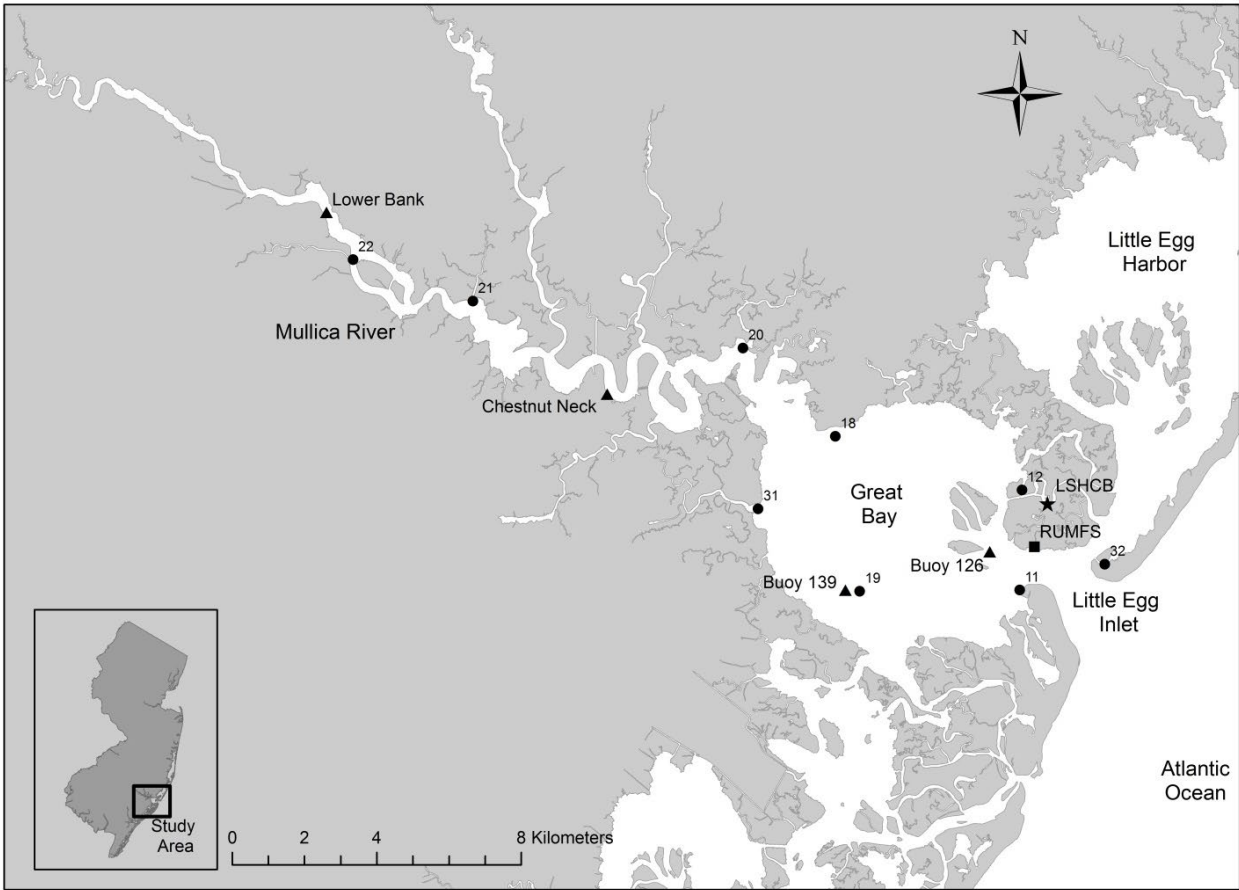 N
Lower Bank
Little Egg
Harbor
22
21
Mullica River
20
Chestnut Neck
18
12
LSHCB
31
Great
Bay
RUMFS
Buoy 126
32
Buoy 139
19
11
Little Egg
Inlet
Atlantic
Ocean
Study
Area
0 2 4 8 Kilometers